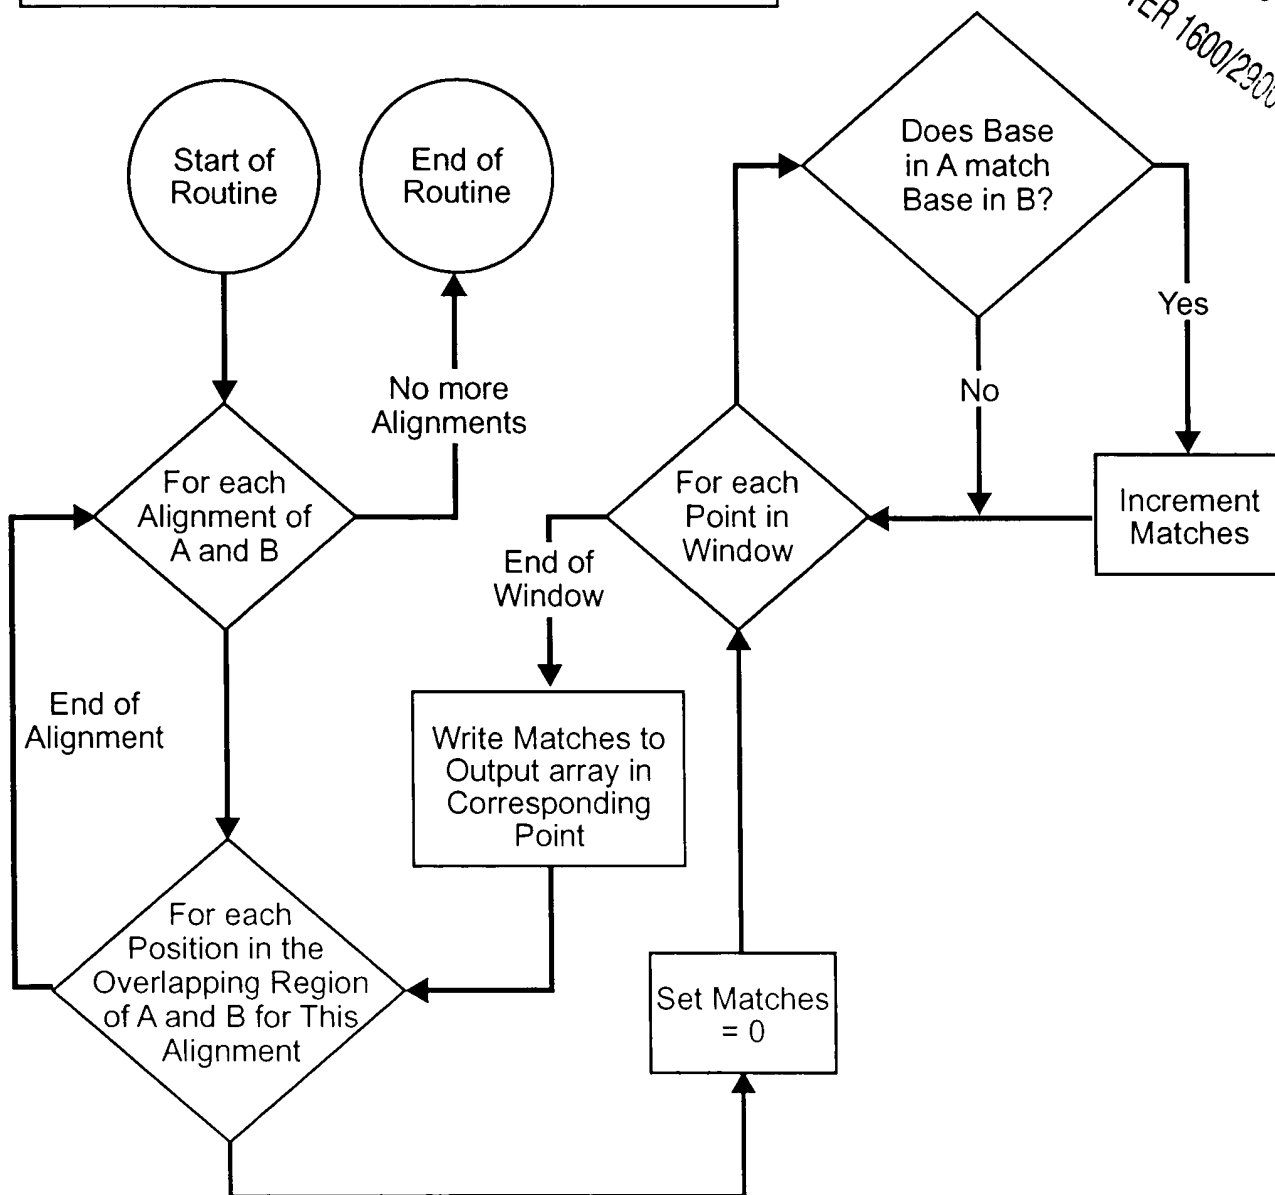 TER 1600/2900
Start of
Routine
End of
Routine
Does Base
in A match
Base in B?
Yes
No
No more
Alignments
For each
Alignment of
A and B
For each
Point in
Window
Increment
Matches
End of
Window
End of
Alignment
Write Matches to
Output array in
Corresponding
Point
For each
Position in the
Overlapping Region
of A and B for This
Alignment
Set Matches
= 0